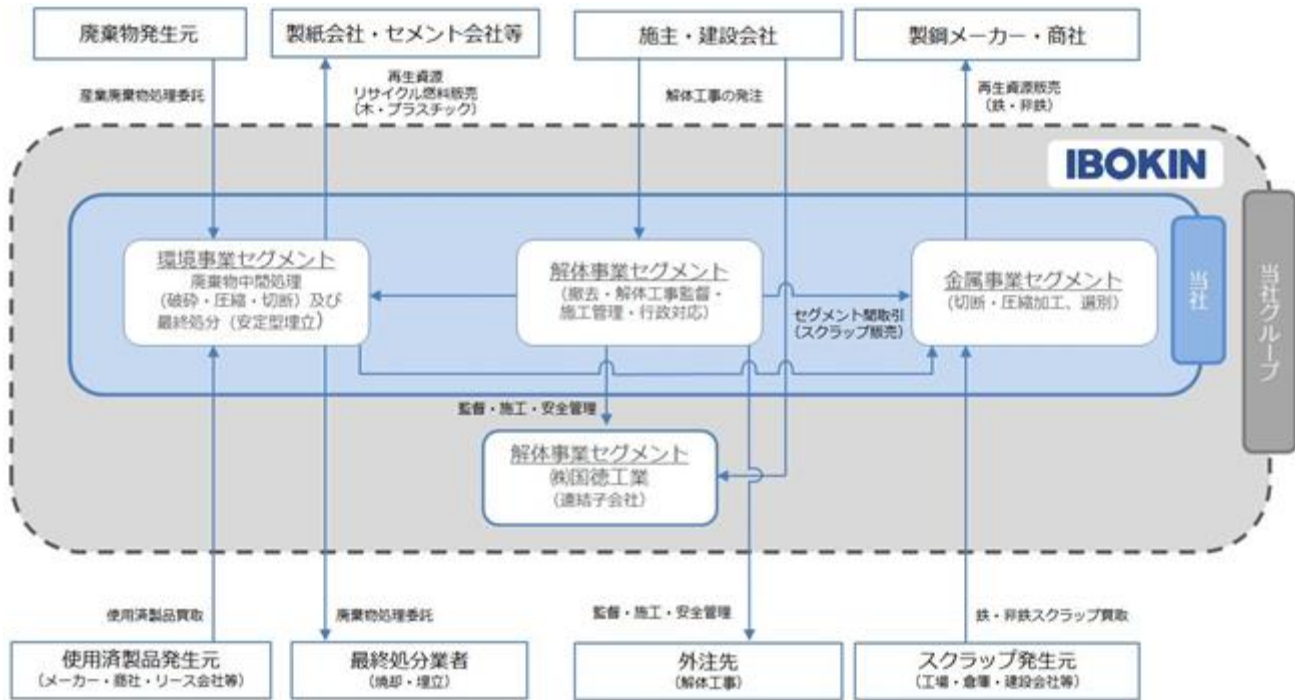 廃棄物発生元
製紙会社・セメント会社等
施主・建設会社
製鋼メーカー・商社
産業廃棄物処理委託
再生資源
リサイクル燃料販売
（木・プラスチック）
解体工事の発注
再生資源販売
（鉄・非鉄）
IBOKIN
環境事業セグメント
廃棄物中間処理
（破砕・圧縮・切断）及び
最終処分（安定型埋立）
解体事業セグメント
（撤去・解体工事監督・
施工管理・行政対応）
セグメント間取引
（スクラップ販売）
金属事業セグメント
（切断・圧縮加工、選別）
当社
当社グループ
監督・施工・安全管理
解体事業セグメント
㈱国徳工業
（連結子会社）
使用済製品買取
廃棄物処理委託
監督・施工・安全管理
鉄・非鉄スクラップ買取
使用済製品発生元
（メーカー・商社・リース会社等）
最終処分業者
（焼却・埋立）
外注先
（解体工事）
スクラップ発生元
（工場・倉庫・建設会社等）